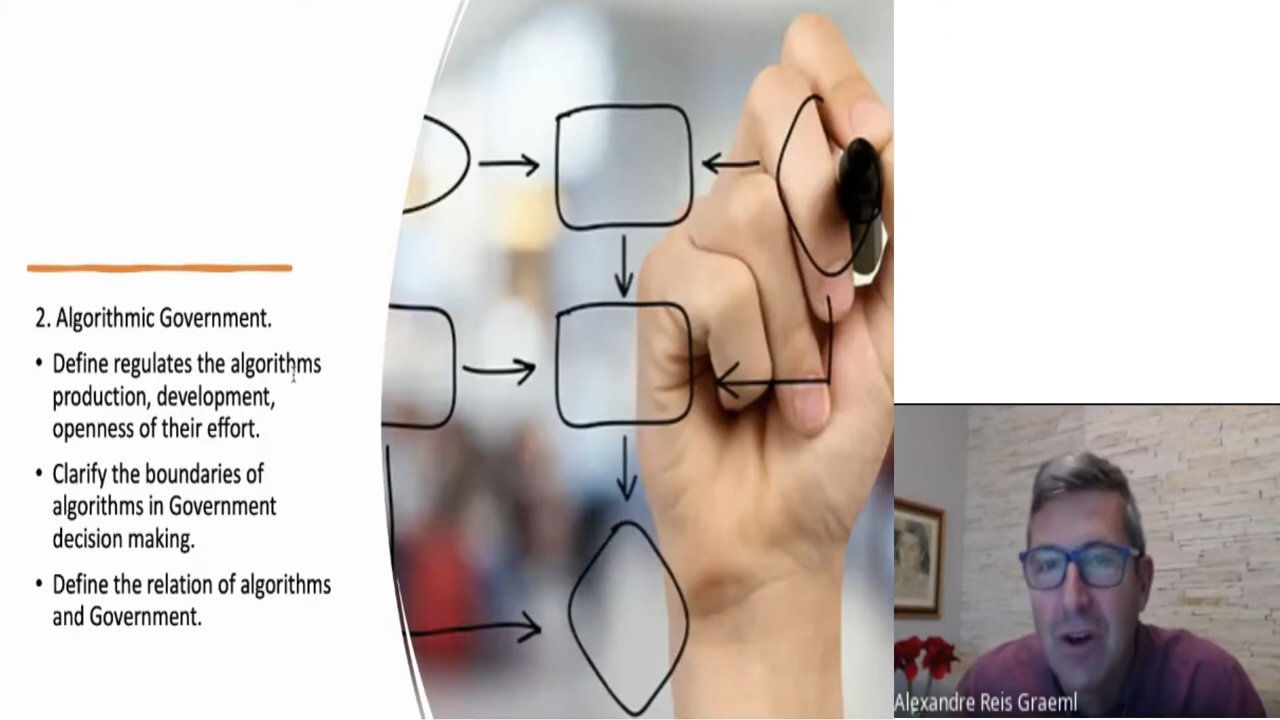 2. Algorithmic Government.
• Define regulates the algorithms
production, development,
openness of their effort.
• Clarify the boundaries of
algorithms in Government
decision making.
• Define the relation of algorithms
and Government.
Alexandre Reis Graeml